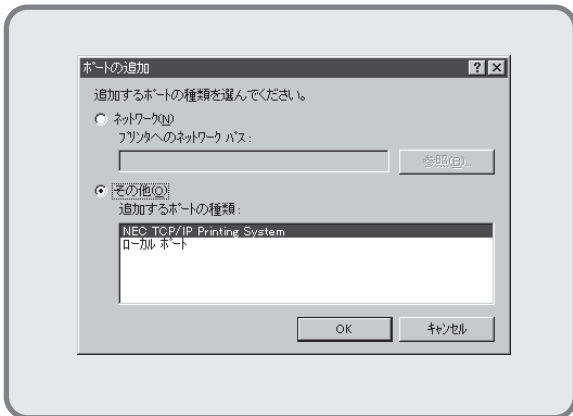 ポートの追加
追加するポートの種類を選んでください。
ネットワーク(N)
プリンタへのネットワーク パス:
参照(B)...
その他(O)
追加するポートの種類:
NEC TCP/IP Printing System
ローカル ポート
OK
キャンセル